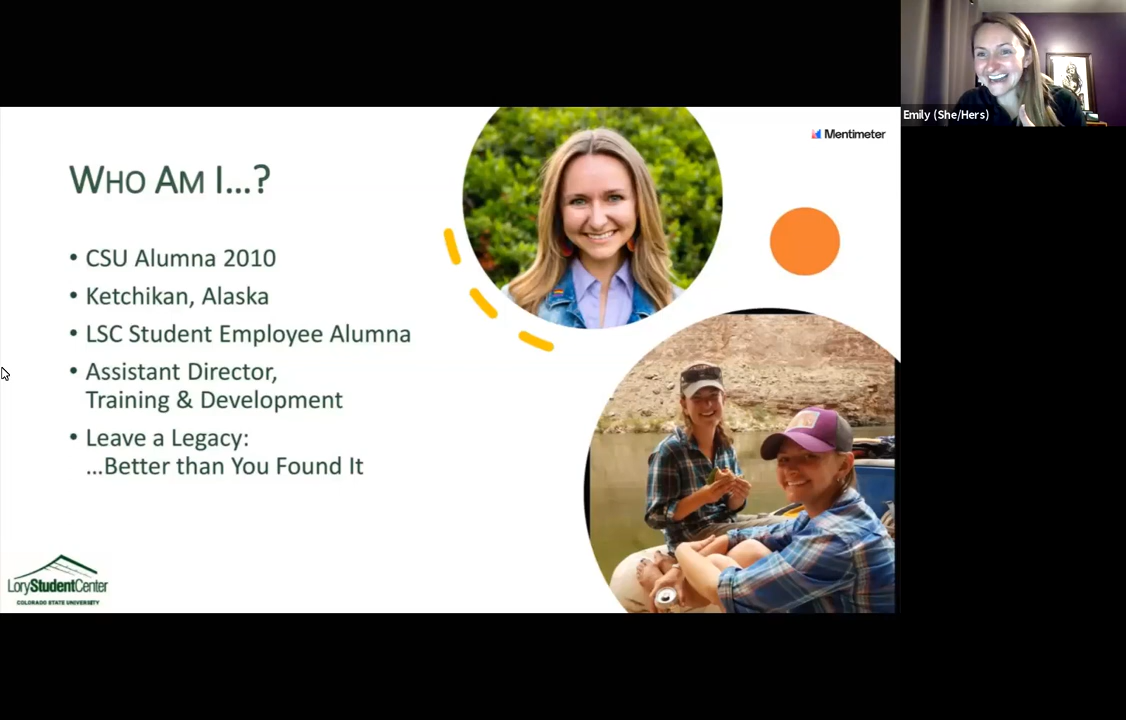 Emily (She/Hers)
Mentimeter
WHO AM I...?
• CSU Alumna 2010
• Ketchikan, Alaska
• LSC Student Employee Alumna
• Assistant Director,
Training & Development
• Leave a Legacy:
...Better than You Found It
LoryStudentCenter
COLORADO STATE UNIVERSITY